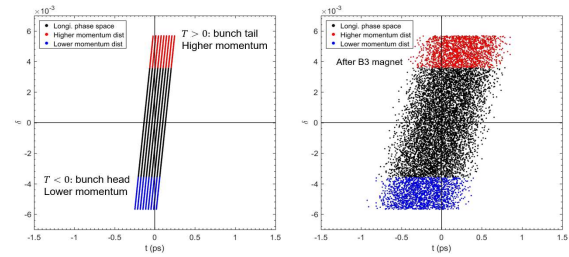 ×10⁻³
Longi. phase space
Higher momentum dist
Lower momentum dist
T > 0: bunch tail
Higher momentum
T < 0: bunch head
Lower momentum
δ
6
4
2
0
-2
-4
-6
-1.5 -1 -0.5 0 0.5 1 1.5
t (ps)
×10⁻³
Longi. phase space
Higher momentum dist
Lower momentum dist
After B3 magnet
δ
6
4
2
0
-2
-4
-6
-1.5 -1 -0.5 0 0.5 1 1.5
t (ps)